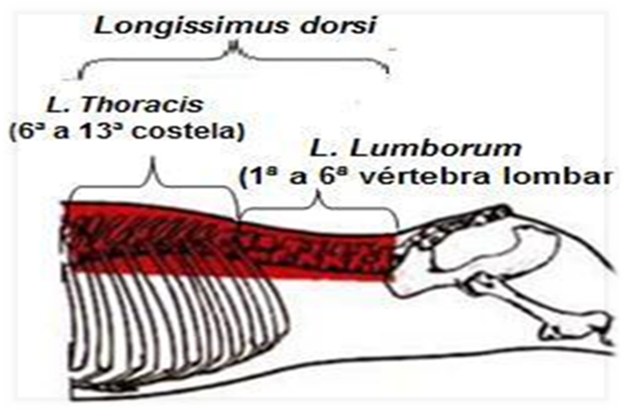 Longissimus dorsi
L. Thoracis
(6ª a 13ª costela)
L. Lumborum
(1ª a 6ª vértebra lombar